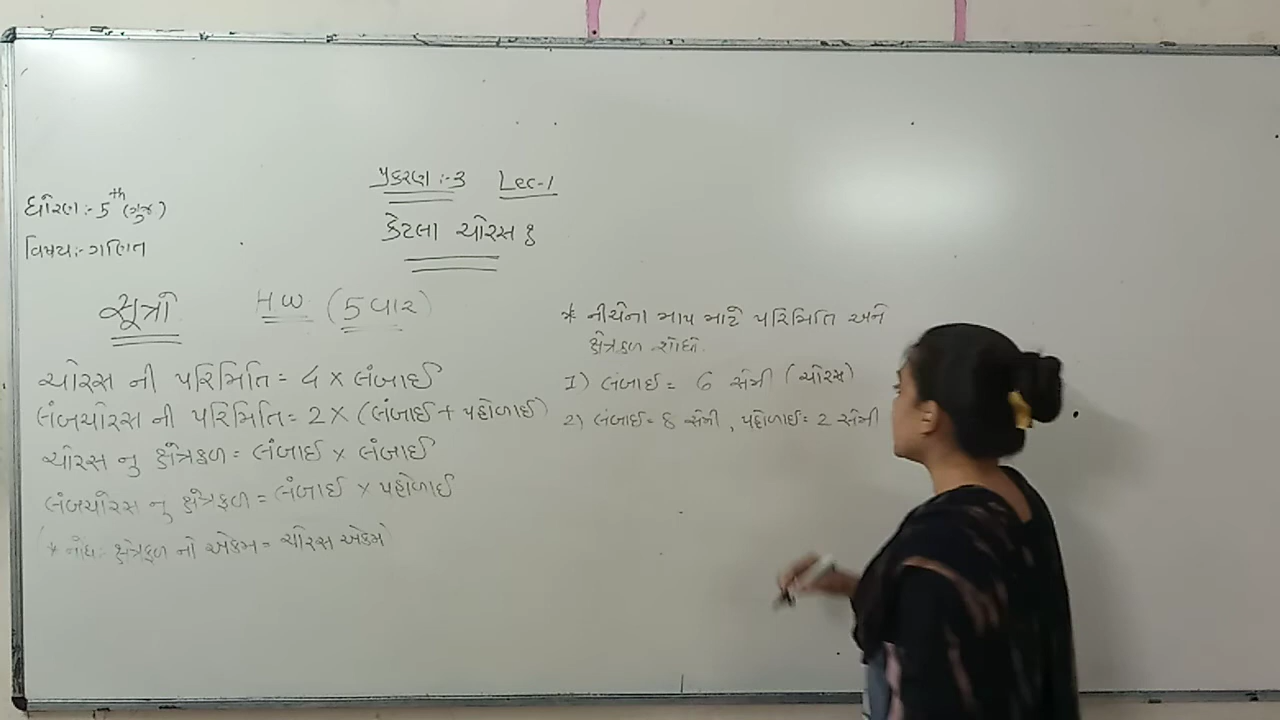 ધોરણ:- 5th (ગુજ)
વિષય:- ગણિત
પ્રકરણ:-3 Lec-1
કેટલા ચોરસ ?
સૂત્રો HW (5 વાર)
ચોરસ ની પરિમિતિ = 4 × લંબાઈ
લંબચોરસ ની પરિમિતિ = 2 × (લંબાઈ + પહોળાઈ)
ચોરસ નુ ક્ષેત્રફળ = લંબાઈ × લંબાઈ
લંબચોરસ નુ ક્ષેત્રફળ = લંબાઈ × પહોળાઈ
(* નોંધ:- ક્ષેત્રફળ નો એકમ = ચોરસ એકમ)
* નીચેના માપ માટે પરિમિતિ અને
ક્ષેત્રફળ શોધો.
1) લંબાઈ = 6 સેમી (ચોરસ)
2) લંબાઈ = 8 સેમી, પહોળાઈ = 2 સેમી